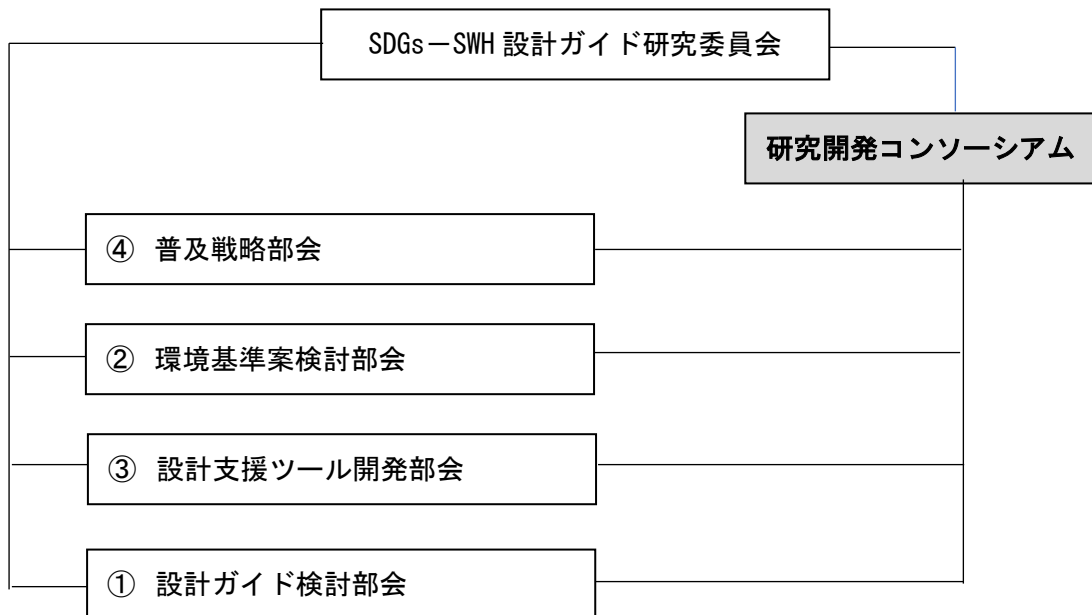 SDGs－SWH 設計ガイド研究委員会
研究開発コンソーシアム
④ 普及戦略部会
② 環境基準案検討部会
③ 設計支援ツール開発部会
① 設計ガイド検討部会